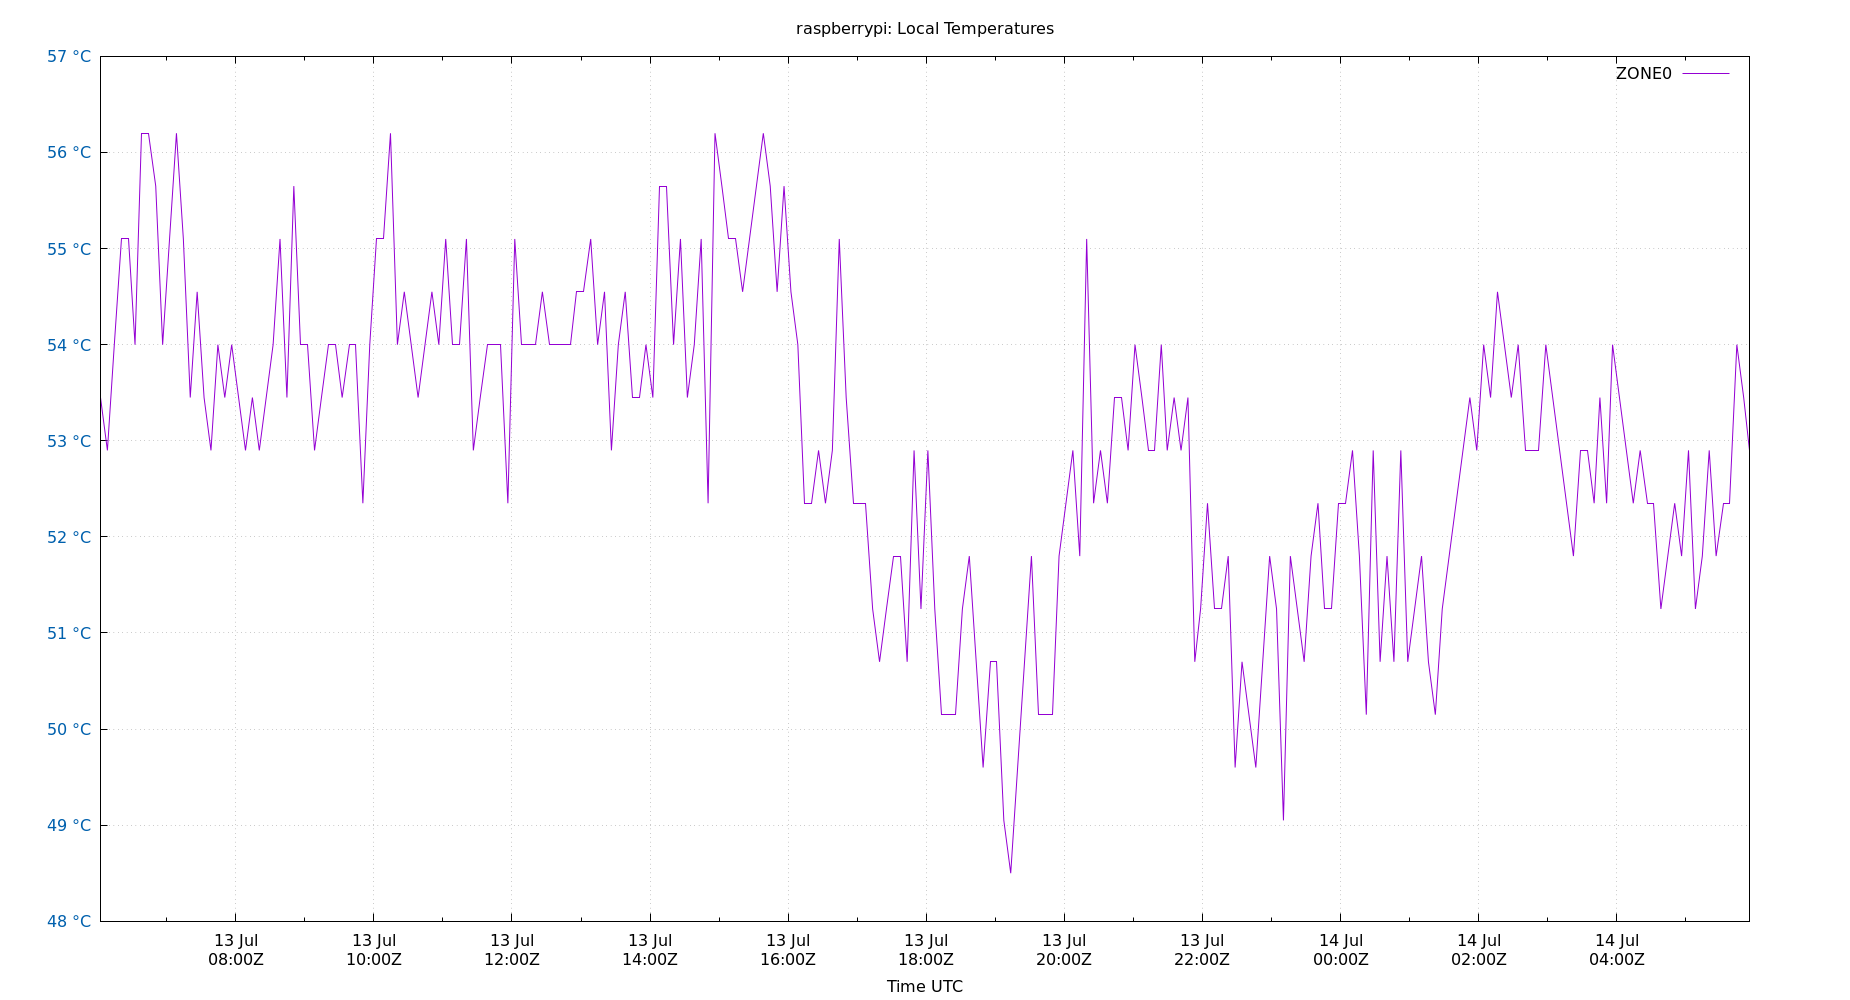 raspberrypi: Local Temperatures
57 °C
56 °C
55 °C
54 °C
53 °C
52 °C
51 °C
50 °C
49 °C
48 °C
ZONE0
13 Jul
08:00Z
13 Jul
10:00Z
13 Jul
12:00Z
13 Jul
14:00Z
13 Jul
16:00Z
13 Jul
18:00Z
13 Jul
20:00Z
13 Jul
22:00Z
14 Jul
00:00Z
14 Jul
02:00Z
14 Jul
04:00Z
Time UTC